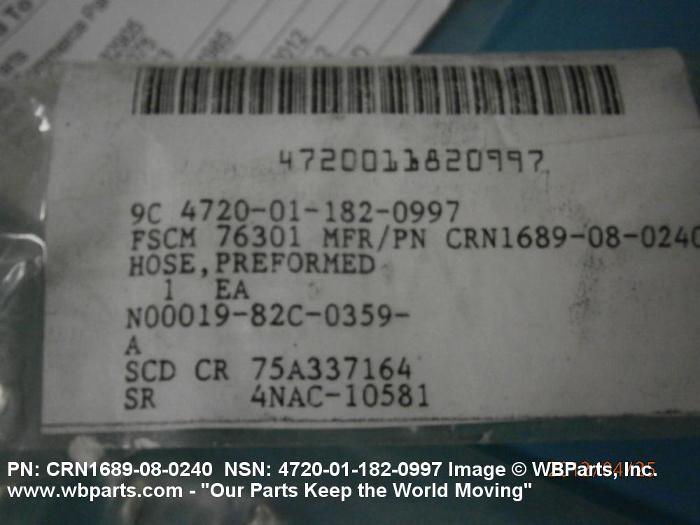 4720011820997
9C 4720-01-182-0997
FSCM 76301 MFR/PN CRN1689-08-0240
HOSE,PREFORMED
1 EA
N00019-82C-0359-
A
SCD CR 75A337164
SR 4NAC-10581
PN: CRN1689-08-0240 NSN: 4720-01-182-0997 Image © WBParts, Inc.
www.wbparts.com - "Our Parts Keep the World Moving"